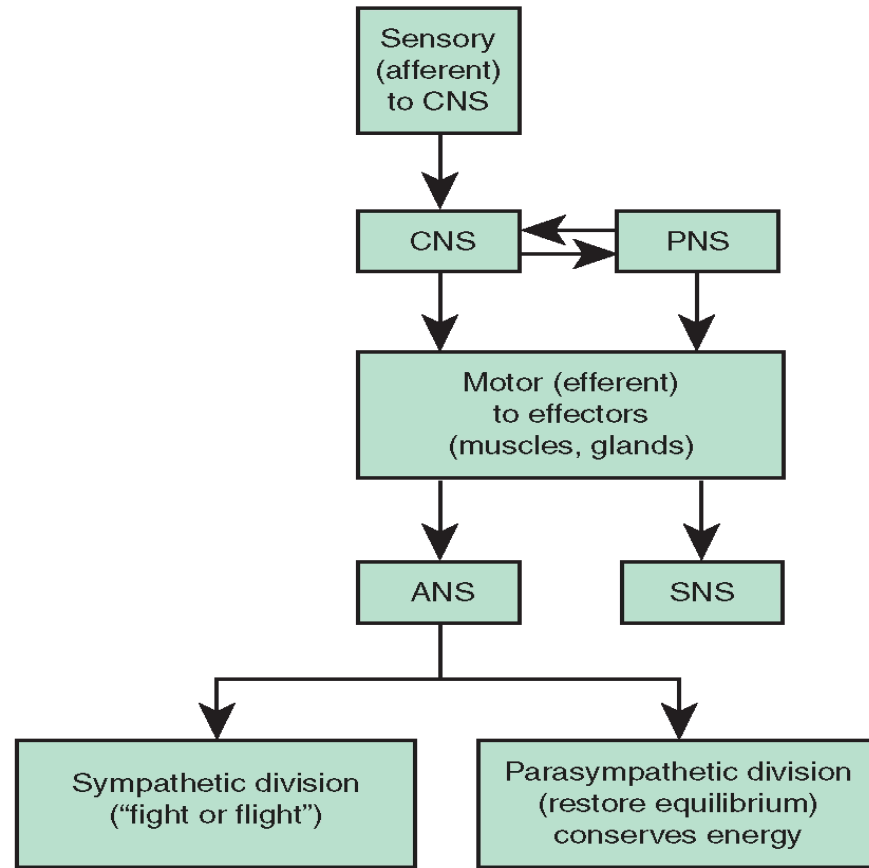 Sensory
(afferent)
to CNS
CNS
PNS
Motor (efferent)
to effectors
(muscles, glands)
ANS
SNS
Sympathetic division
(“fight or flight”)
Parasympathetic division
(restore equilibrium)
conserves energy